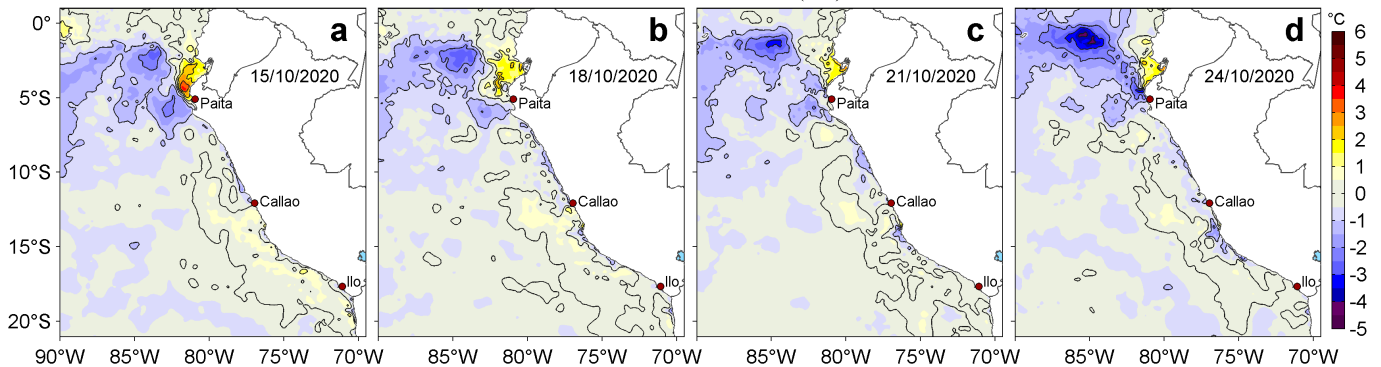 a
b
c
d
°C
0°
5°S
10°S
15°S
20°S
15/10/2020
18/10/2020
21/10/2020
24/10/2020
Paita
Paita
Paita
Paita
Callao
Callao
Callao
Callao
Ilo
Ilo
Ilo
Ilo
90°W
85°W
80°W
75°W
70°W
85°W
80°W
75°W
70°W
85°W
80°W
75°W
70°W
85°W
80°W
75°W
70°W
6
5
4
3
2
1
0
-1
-2
-3
-4
-5